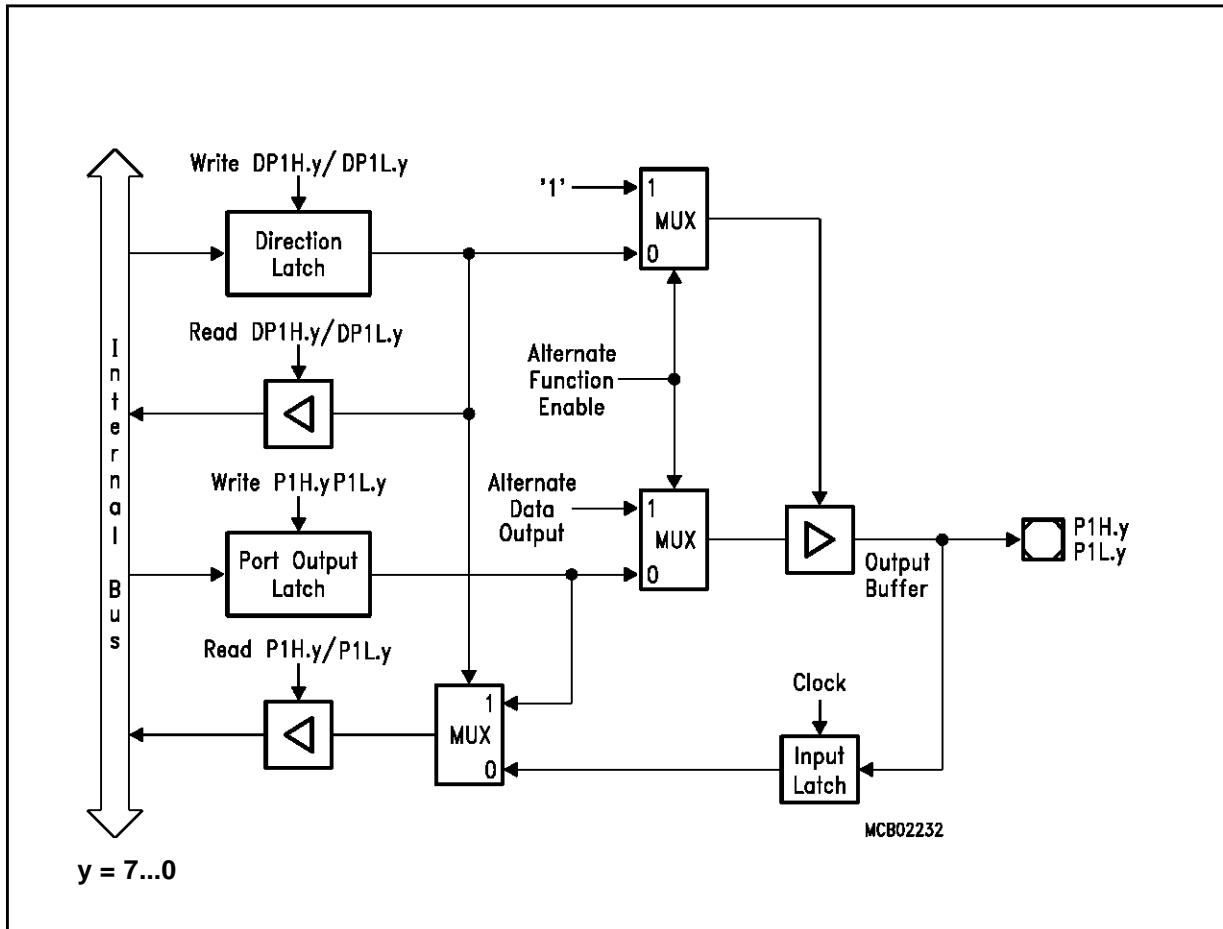 Write DP1H.y/DP1L.y
'1'
1
MUX
0
Direction
Latch
Read DP1H.y/DP1L.y
Internal Bus
Alternate
Function
Enable
Write P1H.yP1L.y
Alternate
Data
Output
1
MUX
0
Port Output
Latch
P1H.y
P1L.y
Output
Buffer
Read P1H.y/P1L.y
Clock
1
MUX
0
Input
Latch
MCB02232
y = 7...0